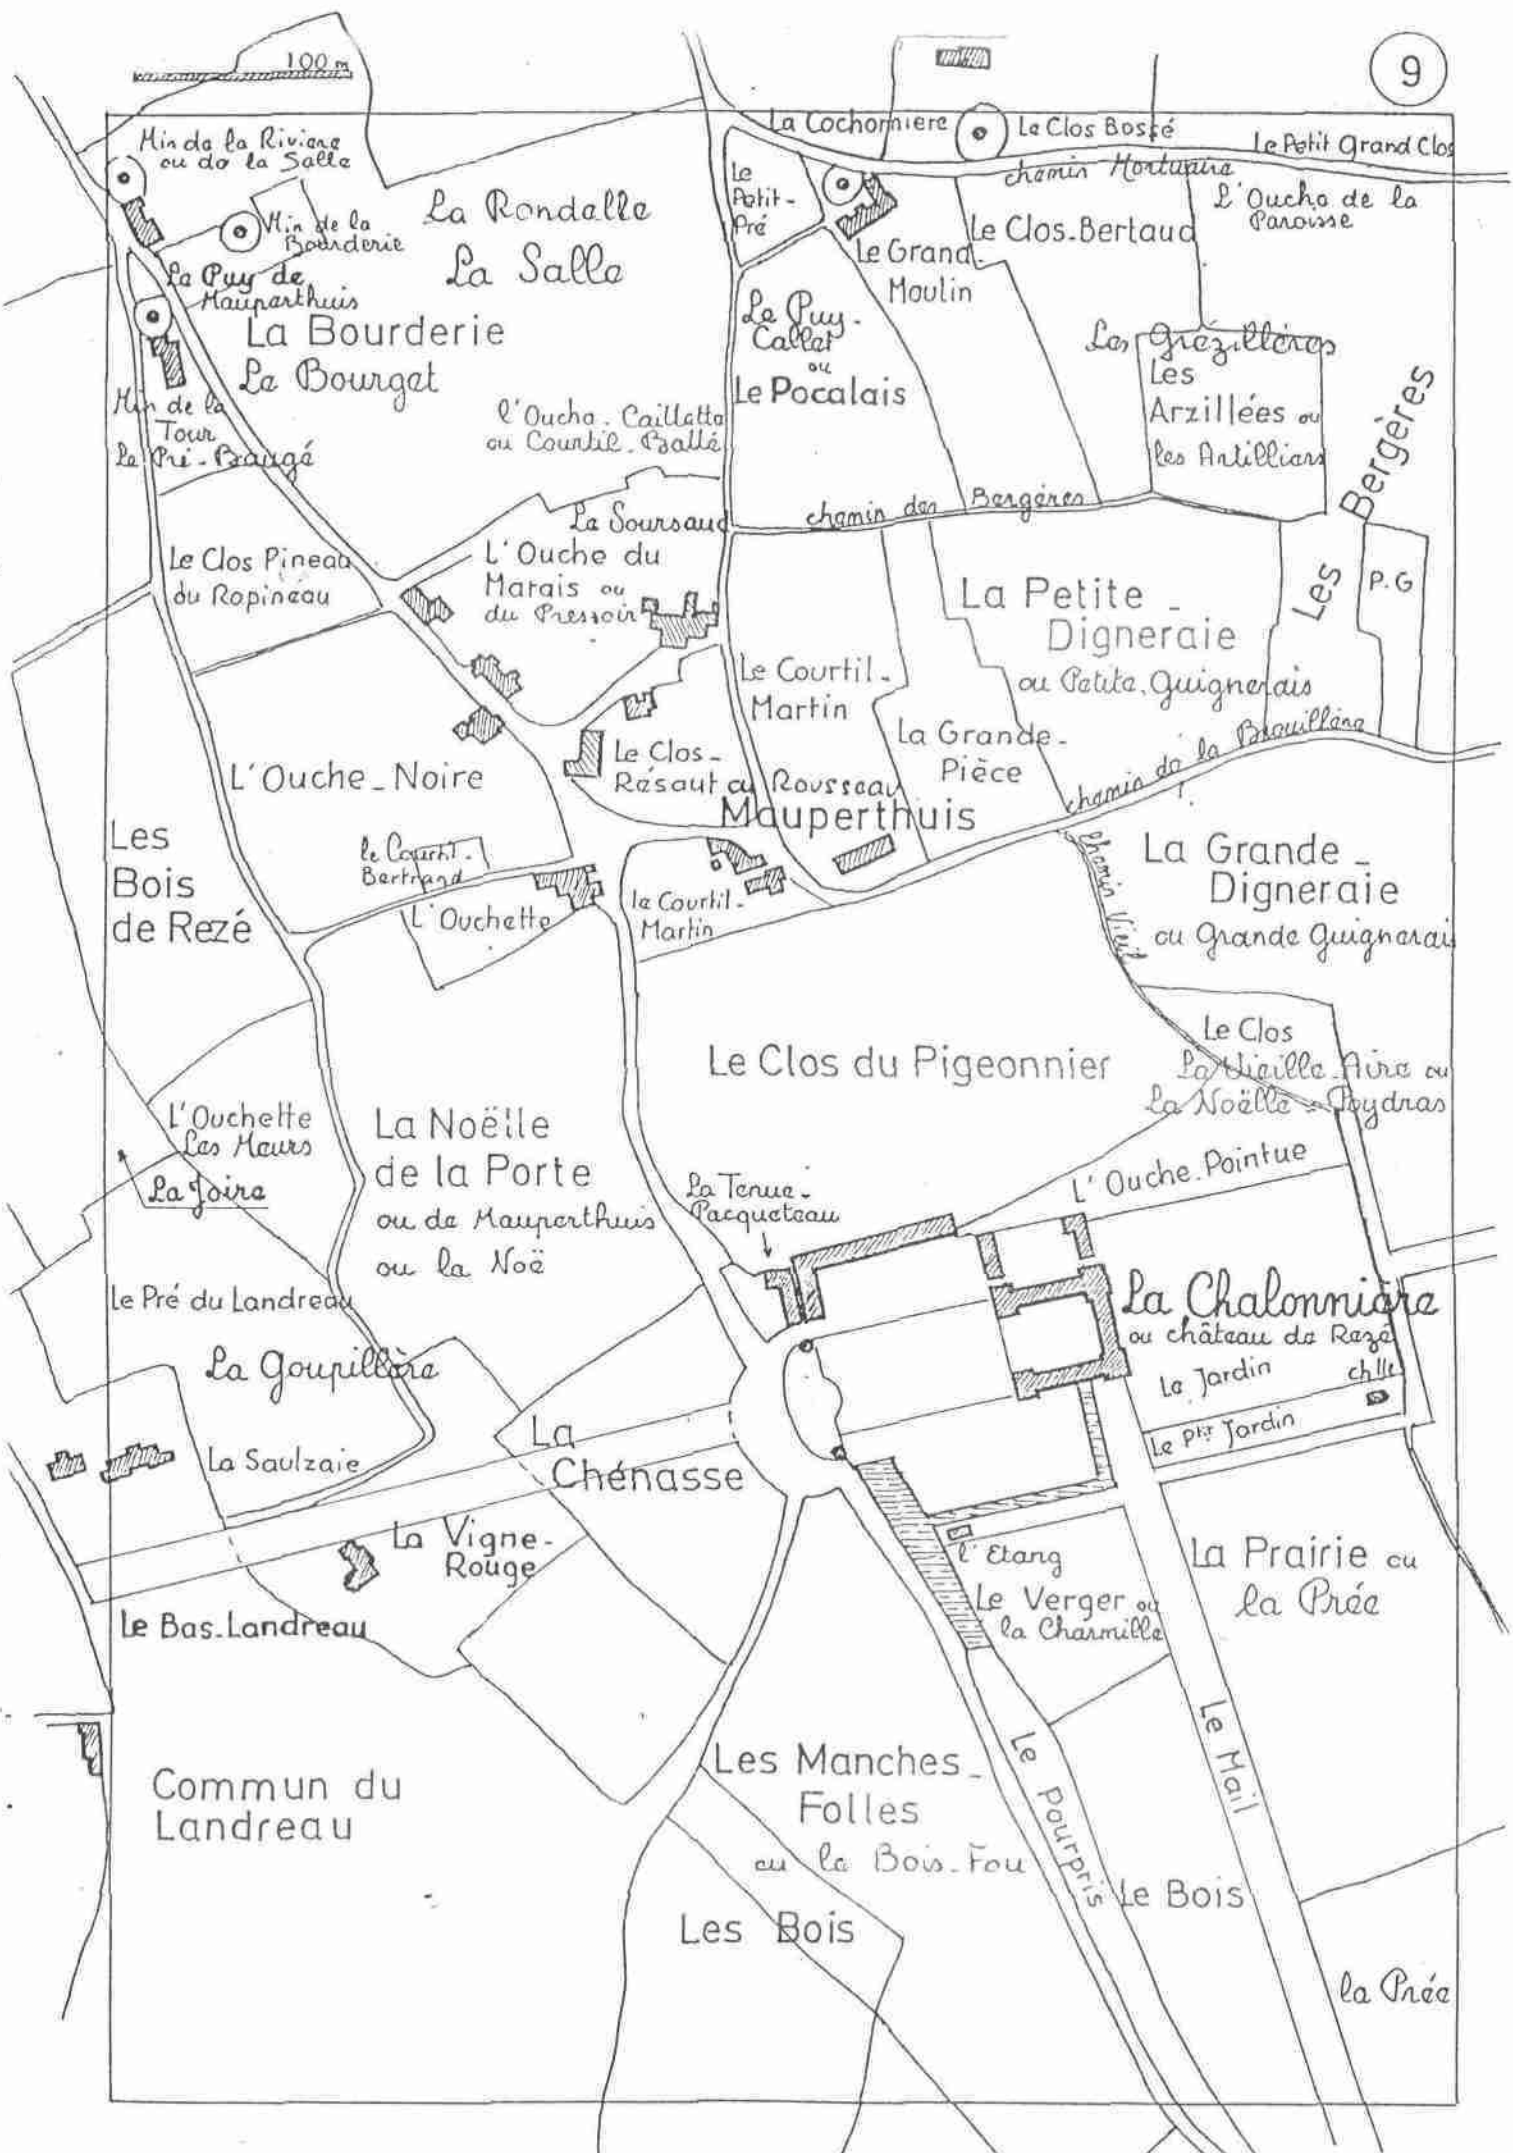 100 m
9
La Cochonniere
Le Clos Bossé
Le Petit Grand Clos
chemin Mortuaire
Min de la Riviere
ou de la Salle
Min de la
Bourderie
La Rondelle
La Salle
Le
Petit-
Pré
Le Grand-
Moulin
Le Clos-Bertaud
L'Ouche de la
Paroisse
Le Puy de
Mauperthuis
La Bourderie
Le Bourget
Le Puy-
Callet
ou
Le Pocalais
Les Grézillères
Les
Arzillées ou
les Artilliers
Min de la
Tour
Le Pré-Baugé
l'Ouche-Caillette
ou Courtil-Ballé
Les Bergères
P.G
chemin des Bergères
La Soursaud
Le Clos Pineau
du Ropineau
L'Ouche du
Marais ou
du Pressoir
La Petite-
Digneraie
ou Petite-Guignerais
Le Courtil-
Martin
La Grande-
Pièce
chemin de la Brouillère
L'Ouche-Noire
Le Clos-
Résaut ou Rousseau
Mauperthuis
Les
Bois
de Rezé
le Courtil-
Bertrand
L'Ouchette
le Courtil-
Martin
chemin Vieil
La Grande-
Digneraie
ou Grande Guignerais
Le Clos du Pigeonnier
Le Clos
La Vieille-Aire ou
La Noëlle-Poydras
L'Ouchette
Les Meurs
La Joire
La Noëlle
de la Porte
ou de Mauperthuis
ou la Noë
L'Ouche-Pointue
La Tenue-
Pacqueteau
Le Pré du Landreau
La Goupillère
La Chalonnière
ou château de Rezé
Le Jardin
chlle
Le Ptit Jardin
La Saulzaie
La
Chénasse
La Vigne-
Rouge
l'Etang
Le Verger ou
la Charmille
La Prairie ou
la Prée
Le Bas-Landreau
Commun du
Landreau
Les Manches-
Folles
ou le Bois-Fou
Le Pourpris
Le Mail
Le Bois
Les Bois
la Prée